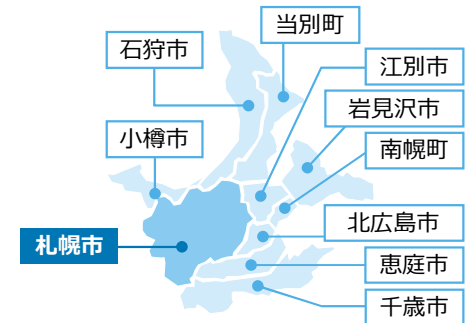 当別町
石狩市
江別市
岩見沢市
小樽市
南幌町
北広島市
札幌市
恵庭市
千歳市